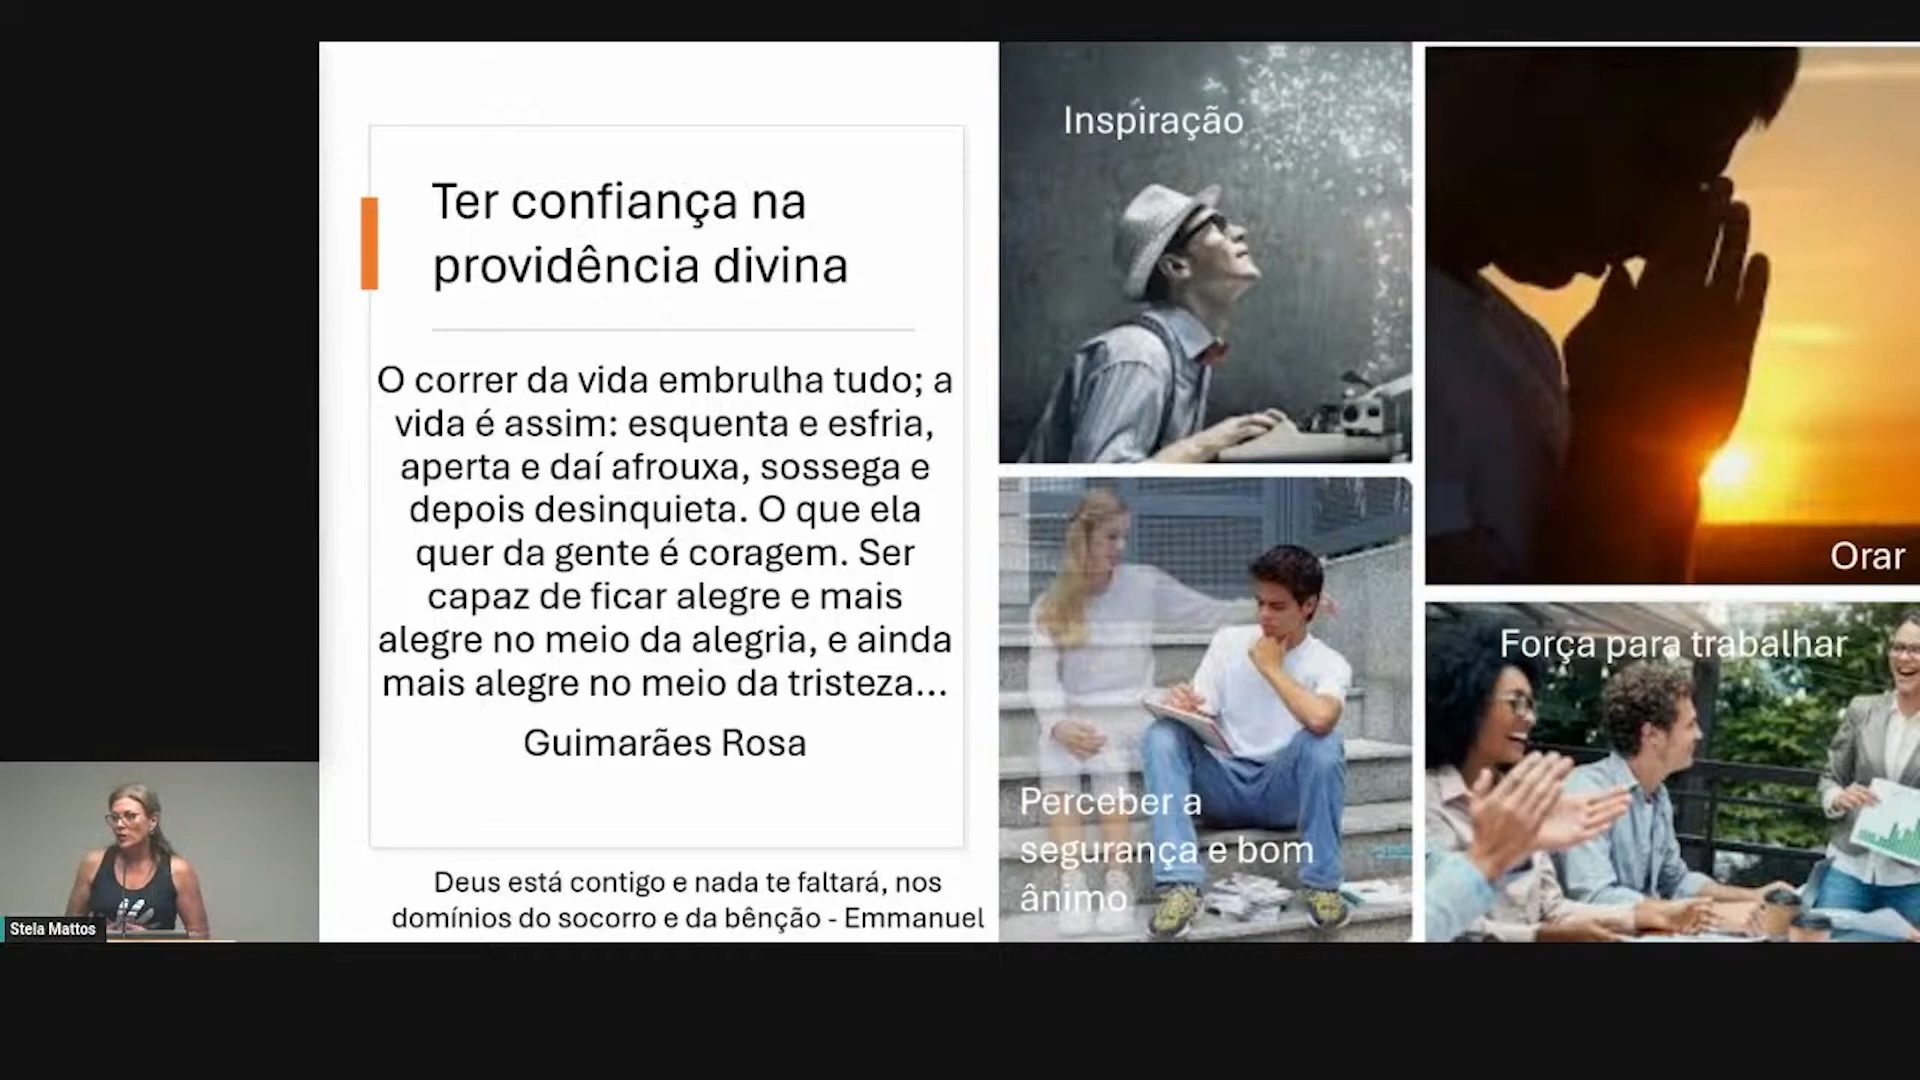 Ter confiança na
providência divina
O correr da vida embrulha tudo; a
vida é assim: esquenta e esfria,
aperta e daí afrouxa, sossega e
depois desinquieta. O que ela
quer da gente é coragem. Ser
capaz de ficar alegre e mais
alegre no meio da alegria, e ainda
mais alegre no meio da tristeza...
Guimarães Rosa
Deus está contigo e nada te faltará, nos
domínios do socorro e da bênção - Emmanuel
Inspiração
Orar
Perceber a
segurança e bom
ânimo
Força para trabalhar
Stela Mattos